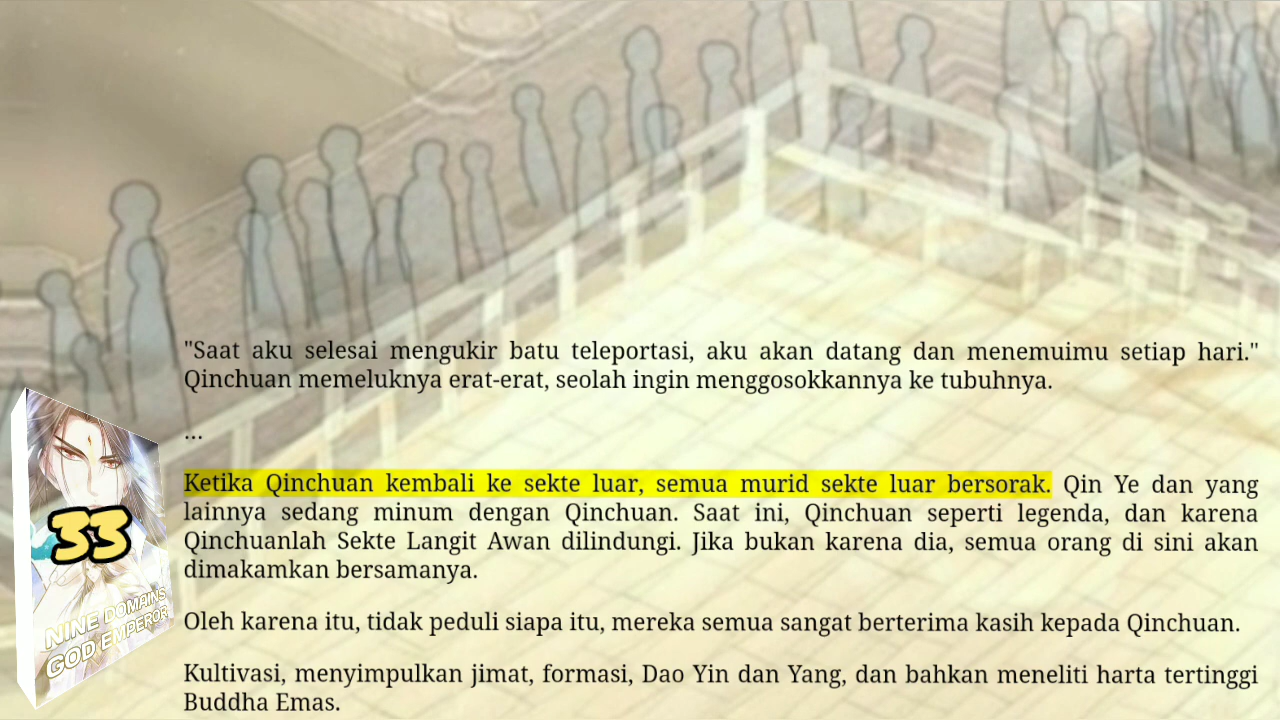 "Saat aku selesai mengukir batu teleportasi, aku akan datang dan menemuimu setiap hari."
Qinchuan memeluknya erat-erat, seolah ingin menggosokkannya ke tubuhnya.
...
Ketika Qinchuan kembali ke sekte luar, semua murid sekte luar bersorak. Qin Ye dan yang
lainnya sedang minum dengan Qinchuan. Saat ini, Qinchuan seperti legenda, dan karena
Qinchuanlah Sekte Langit Awan dilindungi. Jika bukan karena dia, semua orang di sini akan
dimakamkan bersamanya.
Oleh karena itu, tidak peduli siapa itu, mereka semua sangat berterima kasih kepada Qinchuan.
Kultivasi, menyimpulkan jimat, formasi, Dao Yin dan Yang, dan bahkan meneliti harta tertinggi
Buddha Emas.
33
NINE DOMAINS
GOD EMPEROR